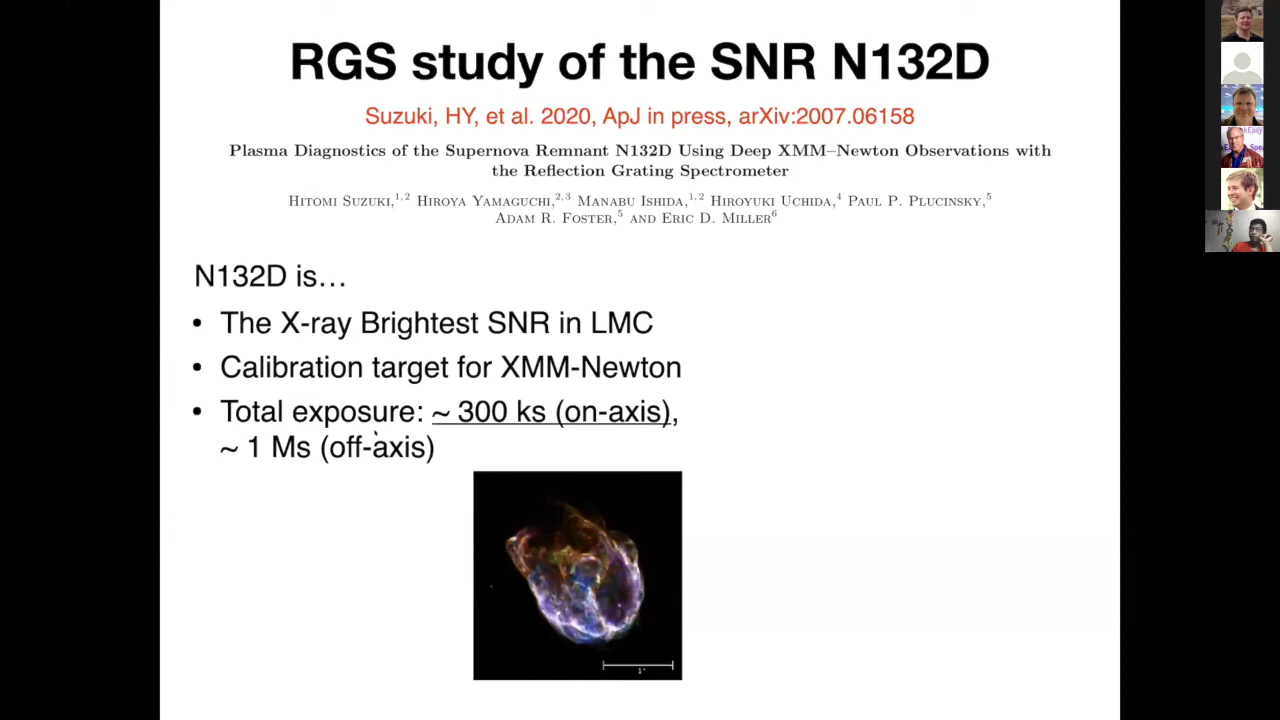 RGS study of the SNR N132D
Suzuki, HY, et al. 2020, ApJ in press, arXiv:2007.06158
Plasma Diagnostics of the Supernova Remnant N132D Using Deep XMM–Newton Observations with
the Reflection Grating Spectrometer
Hitomi Suzuki,1,2 Hiroya Yamaguchi,2,3 Manabu Ishida,1,2 Hiroyuki Uchida,4 Paul P. Plucinsky,5
Adam R. Foster,5 and Eric D. Miller6
N132D is…
• The X-ray Brightest SNR in LMC
• Calibration target for XMM-Newton
• Total exposure: ~ 300 ks (on-axis),
~ 1 Ms (off-axis)